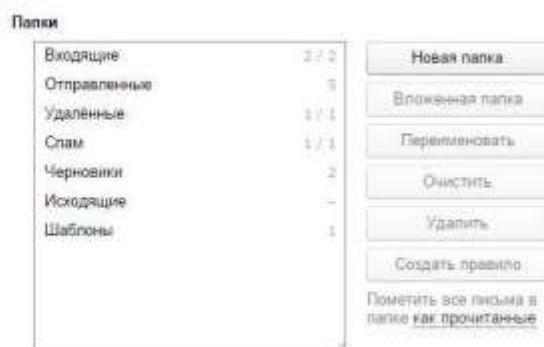 Папки
Входящие 2 / 2
Отправленные 5
Удалённые 1 / 1
Спам 1 / 1
Черновики 2
Исходящие –
Шаблоны 1
Новая папка
Вложенная папка
Переименовать
Очистить
Удалить
Создать правило
Пометить все письма в
папке как прочитанные